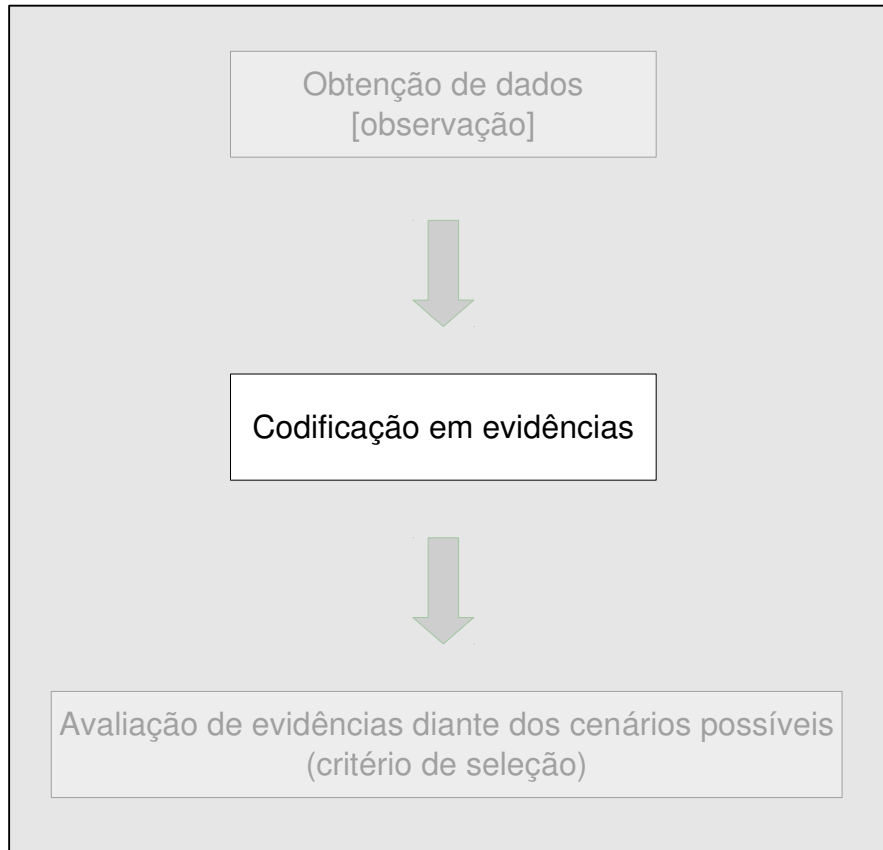 Obtenção de dados
[observação]
Codificação em evidências
Avaliação de evidências diante dos cenários possíveis
(critério de seleção)